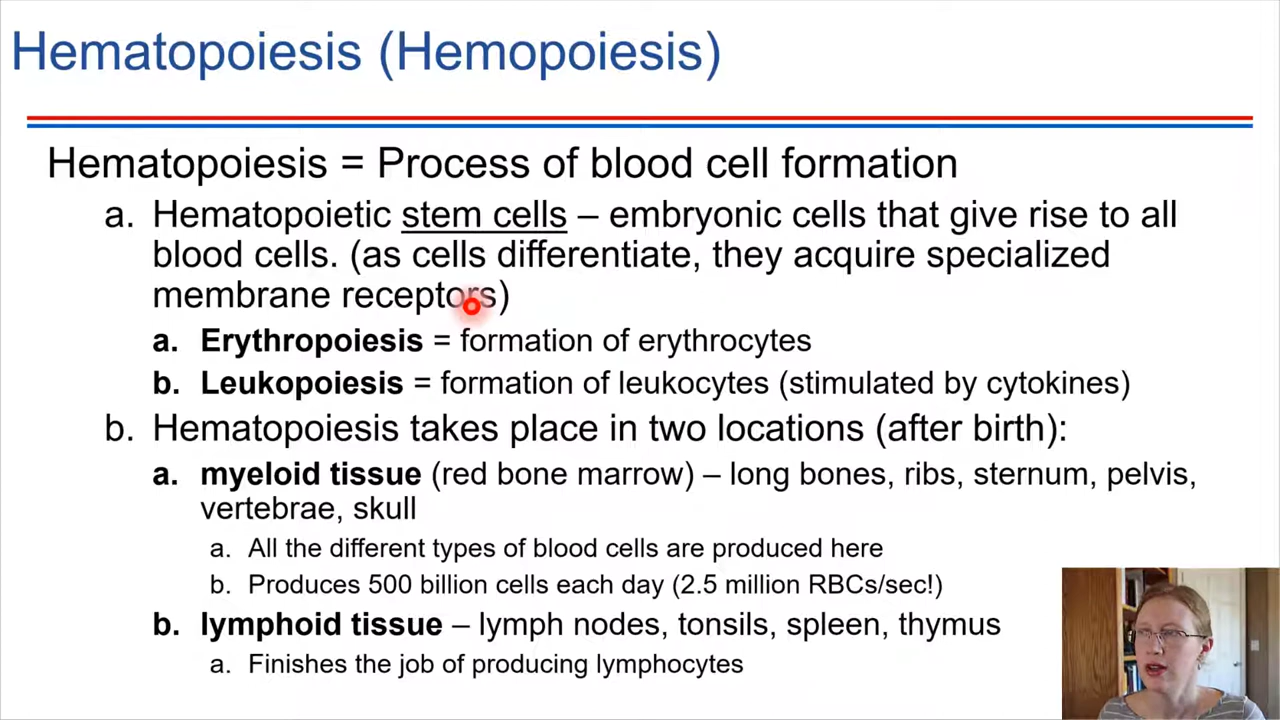 Hematopoiesis (Hemopoiesis)
Hematopoiesis = Process of blood cell formation
a. Hematopoietic stem cells – embryonic cells that give rise to all
blood cells. (as cells differentiate, they acquire specialized
membrane receptors)
a. Erythropoiesis = formation of erythrocytes
b. Leukopoiesis = formation of leukocytes (stimulated by cytokines)
b. Hematopoiesis takes place in two locations (after birth):
a. myeloid tissue (red bone marrow) – long bones, ribs, sternum, pelvis,
vertebrae, skull
a. All the different types of blood cells are produced here
b. Produces 500 billion cells each day (2.5 million RBCs/sec!)
b. lymphoid tissue – lymph nodes, tonsils, spleen, thymus
a. Finishes the job of producing lymphocytes